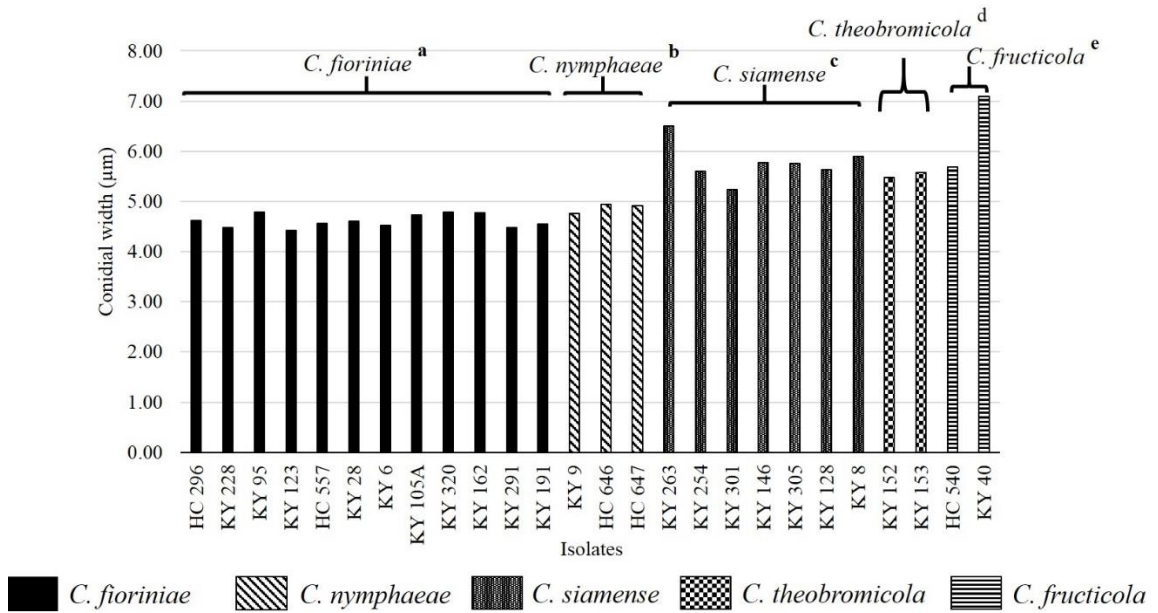 C. theobromicola d
8.00
C. fioriniae a
C. nymphaeae b
C. siamense c
C. fructicola e
7.00
6.00
5.00
4.00
3.00
2.00
1.00
0.00
Conidial width (µm)
HC 296
KY 228
KY 95
KY 123
HC 557
KY 28
KY 6
KY 105A
KY 320
KY 162
KY 291
KY 191
KY 9
HC 646
HC 647
KY 263
KY 254
KY 301
KY 146
KY 305
KY 128
KY 8
KY 152
KY 153
HC 540
KY 40
Isolates
C. fioriniae
C. nymphaeae
C. siamense
C. theobromicola
C. fructicola